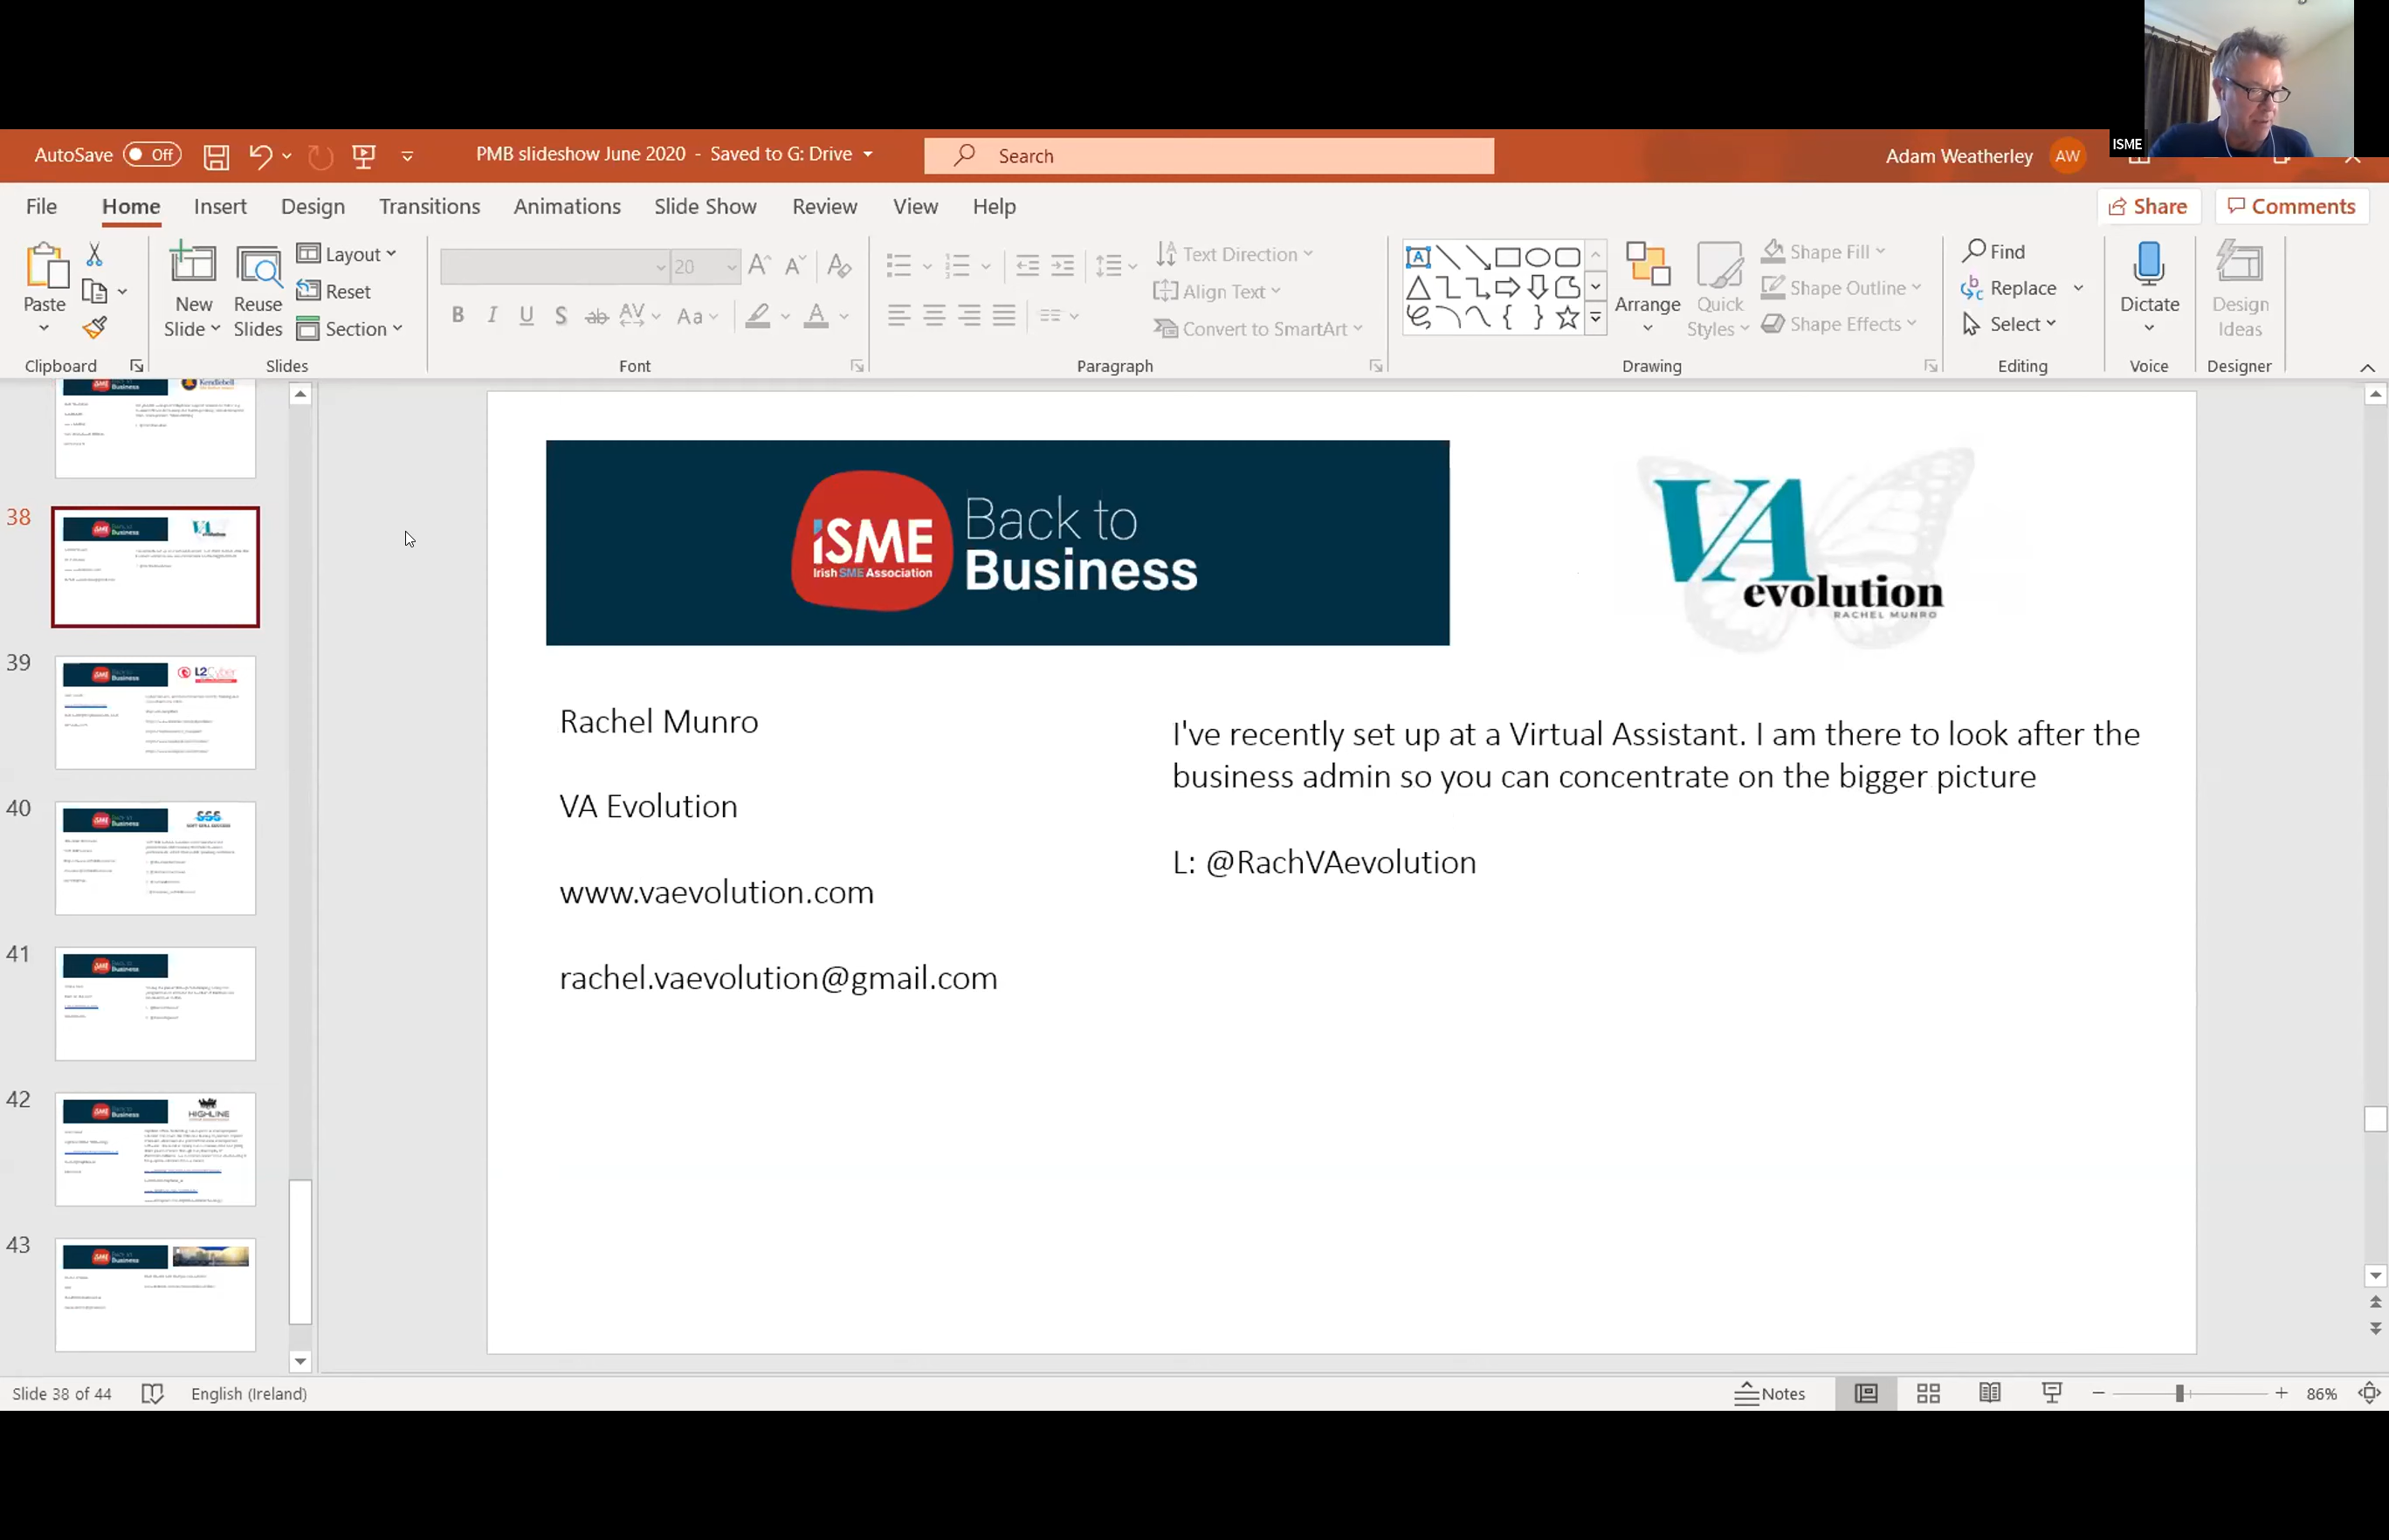 ISME
AutoSave Off PMB slideshow June 2020 - Saved to G: Drive Search Adam Weatherley AW
File Home Insert Design Transitions Animations Slide Show Review View Help Share Comments
Paste New Slide Reuse Slides Layout Reset Section
20
B I U S ab AV Aa A
Text Direction
Align Text
Convert to SmartArt
Arrange Quick Styles
Shape Fill
Shape Outline
Shape Effects
Find
Replace
Select
Dictate Design Ideas
Clipboard Slides Font Paragraph Drawing Editing Voice Designer
38
39
40
41
42
43
iSME
Irish SME Association
Back to
Business
VA
evolution
RACHEL MUNRO
Rachel Munro
VA Evolution
www.vaevolution.com
rachel.vaevolution@gmail.com
I've recently set up at a Virtual Assistant. I am there to look after the
business admin so you can concentrate on the bigger picture
L: @RachVAevolution
Slide 38 of 44 English (Ireland) Notes 86%